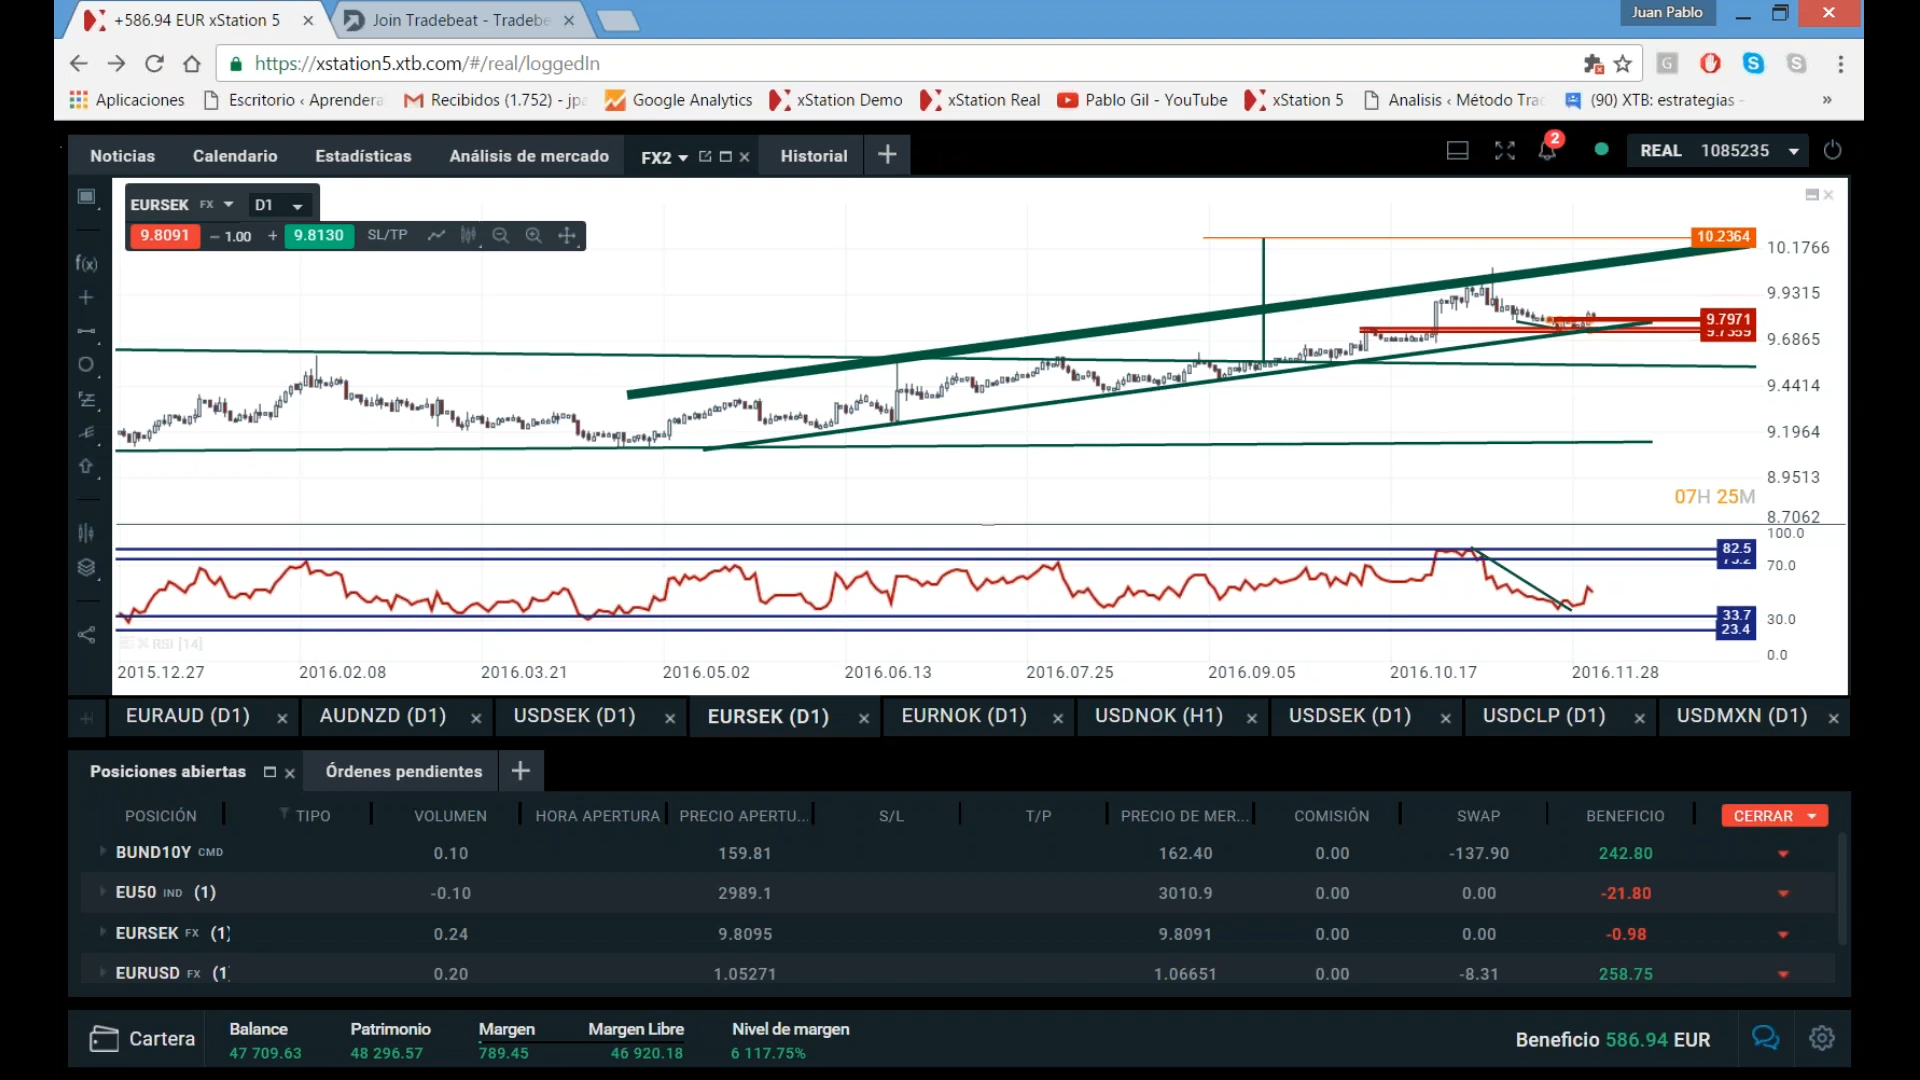 +586.94 EUR xStation 5
Join Tradebeat - Tradebe
Juan Pablo
https://xstation5.xtb.com/#/real/loggedIn
Aplicaciones Escritorio ‹ Aprendera Recibidos (1.752) - jpa Google Analytics xStation Demo xStation Real Pablo Gil - YouTube xStation 5 Analisis ‹ Método Trad (90) XTB: estrategias - »
Noticias Calendario Estadísticas Análisis de mercado FX2 Historial + 2 REAL 1085235
EURSEK FX D1
9.8091 – 1.00 + 9.8130 SL/TP
f(x)
10.2364
10.1766
9.9315
9.7971
9.7359
9.6865
9.4414
9.1964
8.9513
07H 25M
8.7062
100.0
82.5
73.2
70.0
33.7
30.0
23.4
RSI [14]
0.0
2015.12.27 2016.02.08 2016.03.21 2016.05.02 2016.06.13 2016.07.25 2016.09.05 2016.10.17 2016.11.28
EURAUD (D1) AUDNZD (D1) USDSEK (D1) EURSEK (D1) EURNOK (D1) USDNOK (H1) USDSEK (D1) USDCLP (D1) USDMXN (D1)
Posiciones abiertas Órdenes pendientes +
POSICIÓN TIPO VOLUMEN HORA APERTURA PRECIO APERTU... S/L T/P PRECIO DE MER... COMISIÓN SWAP BENEFICIO CERRAR
BUND10Y CMD 0.10 159.81 162.40 0.00 -137.90 242.80
EU50 IND (1) -0.10 2989.1 3010.9 0.00 0.00 -21.80
EURSEK FX (1) 0.24 9.8095 9.8091 0.00 0.00 -0.98
EURUSD FX (1 0.20 1.05271 1.06651 0.00 -8.31 258.75
Cartera Balance Patrimonio Margen Margen Libre Nivel de margen Beneficio 586.94 EUR
47 709.63 48 296.57 789.45 46 920.18 6 117.75%